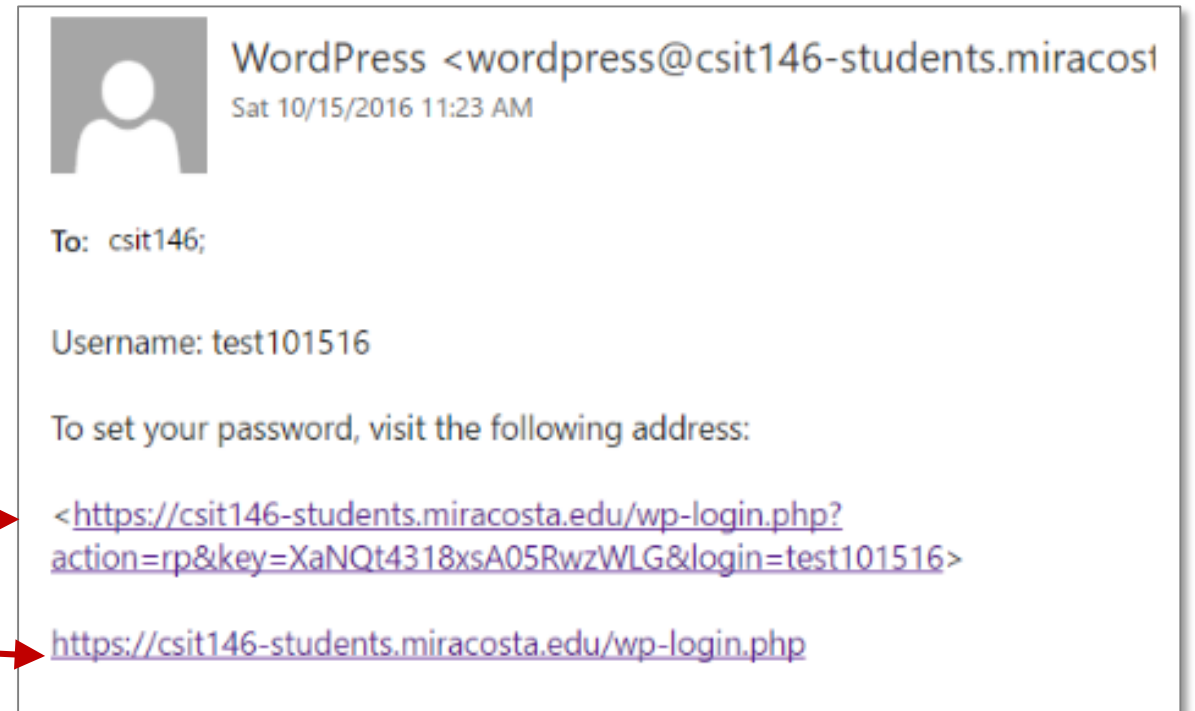 WordPress <wordpress@csit146-students.miracost
Sat 10/15/2016 11:23 AM
To: csit146;
Username: test101516
To set your password, visit the following address:
<https://csit146-students.miracosta.edu/wp-login.php?
action=rp&key=XaNQt4318xsA05RwzWLG&login=test101516>
https://csit146-students.miracosta.edu/wp-login.php